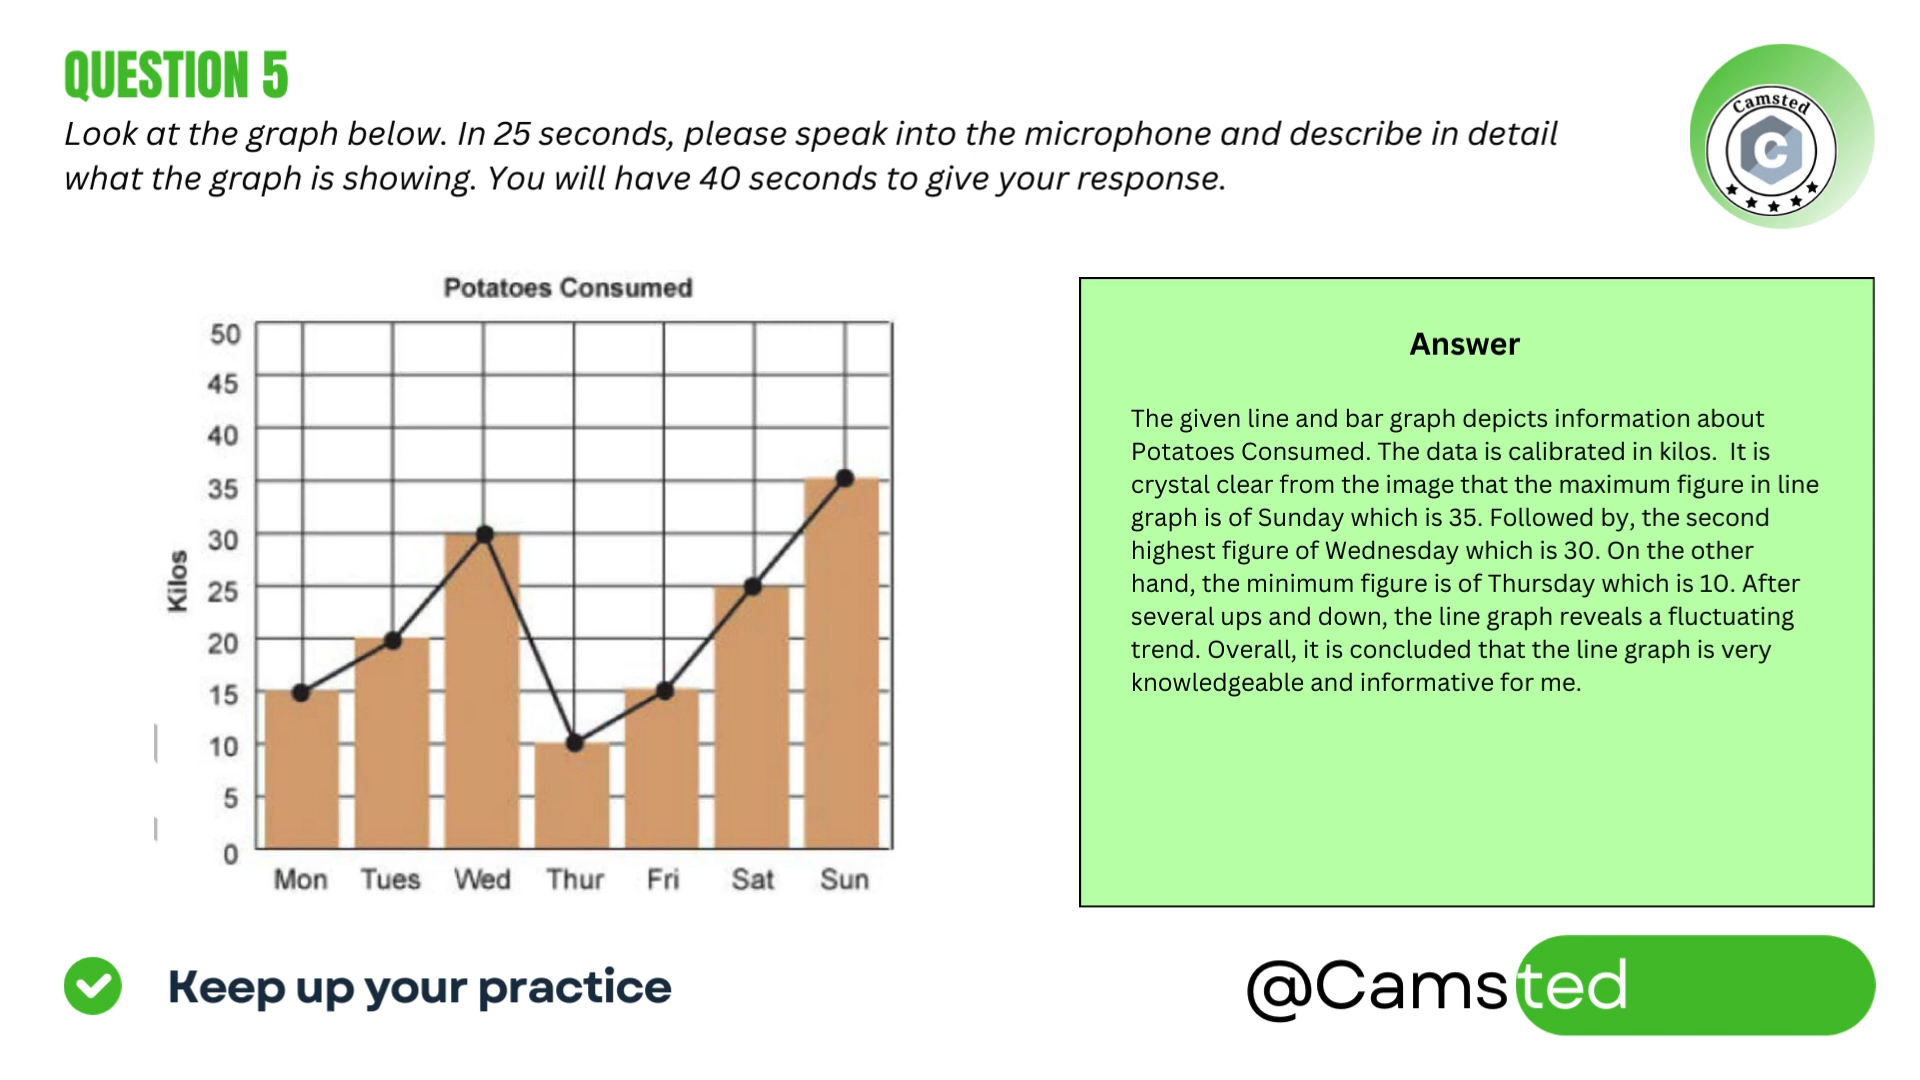 QUESTION 5
Look at the graph below. In 25 seconds, please speak into the microphone and describe in detail
what the graph is showing. You will have 40 seconds to give your response.
Camsted
C
Potatoes Consumed
50
45
40
35
30
25
20
15
10
5
0
Kilos
Mon Tues Wed Thur Fri Sat Sun
Answer
The given line and bar graph depicts information about
Potatoes Consumed. The data is calibrated in kilos.  It is
crystal clear from the image that the maximum figure in line
graph is of Sunday which is 35. Followed by, the second
highest figure of Wednesday which is 30. On the other
hand, the minimum figure is of Thursday which is 10. After
several ups and down, the line graph reveals a fluctuating
trend. Overall, it is concluded that the line graph is very
knowledgeable and informative for me.
Keep up your practice
@Camsted